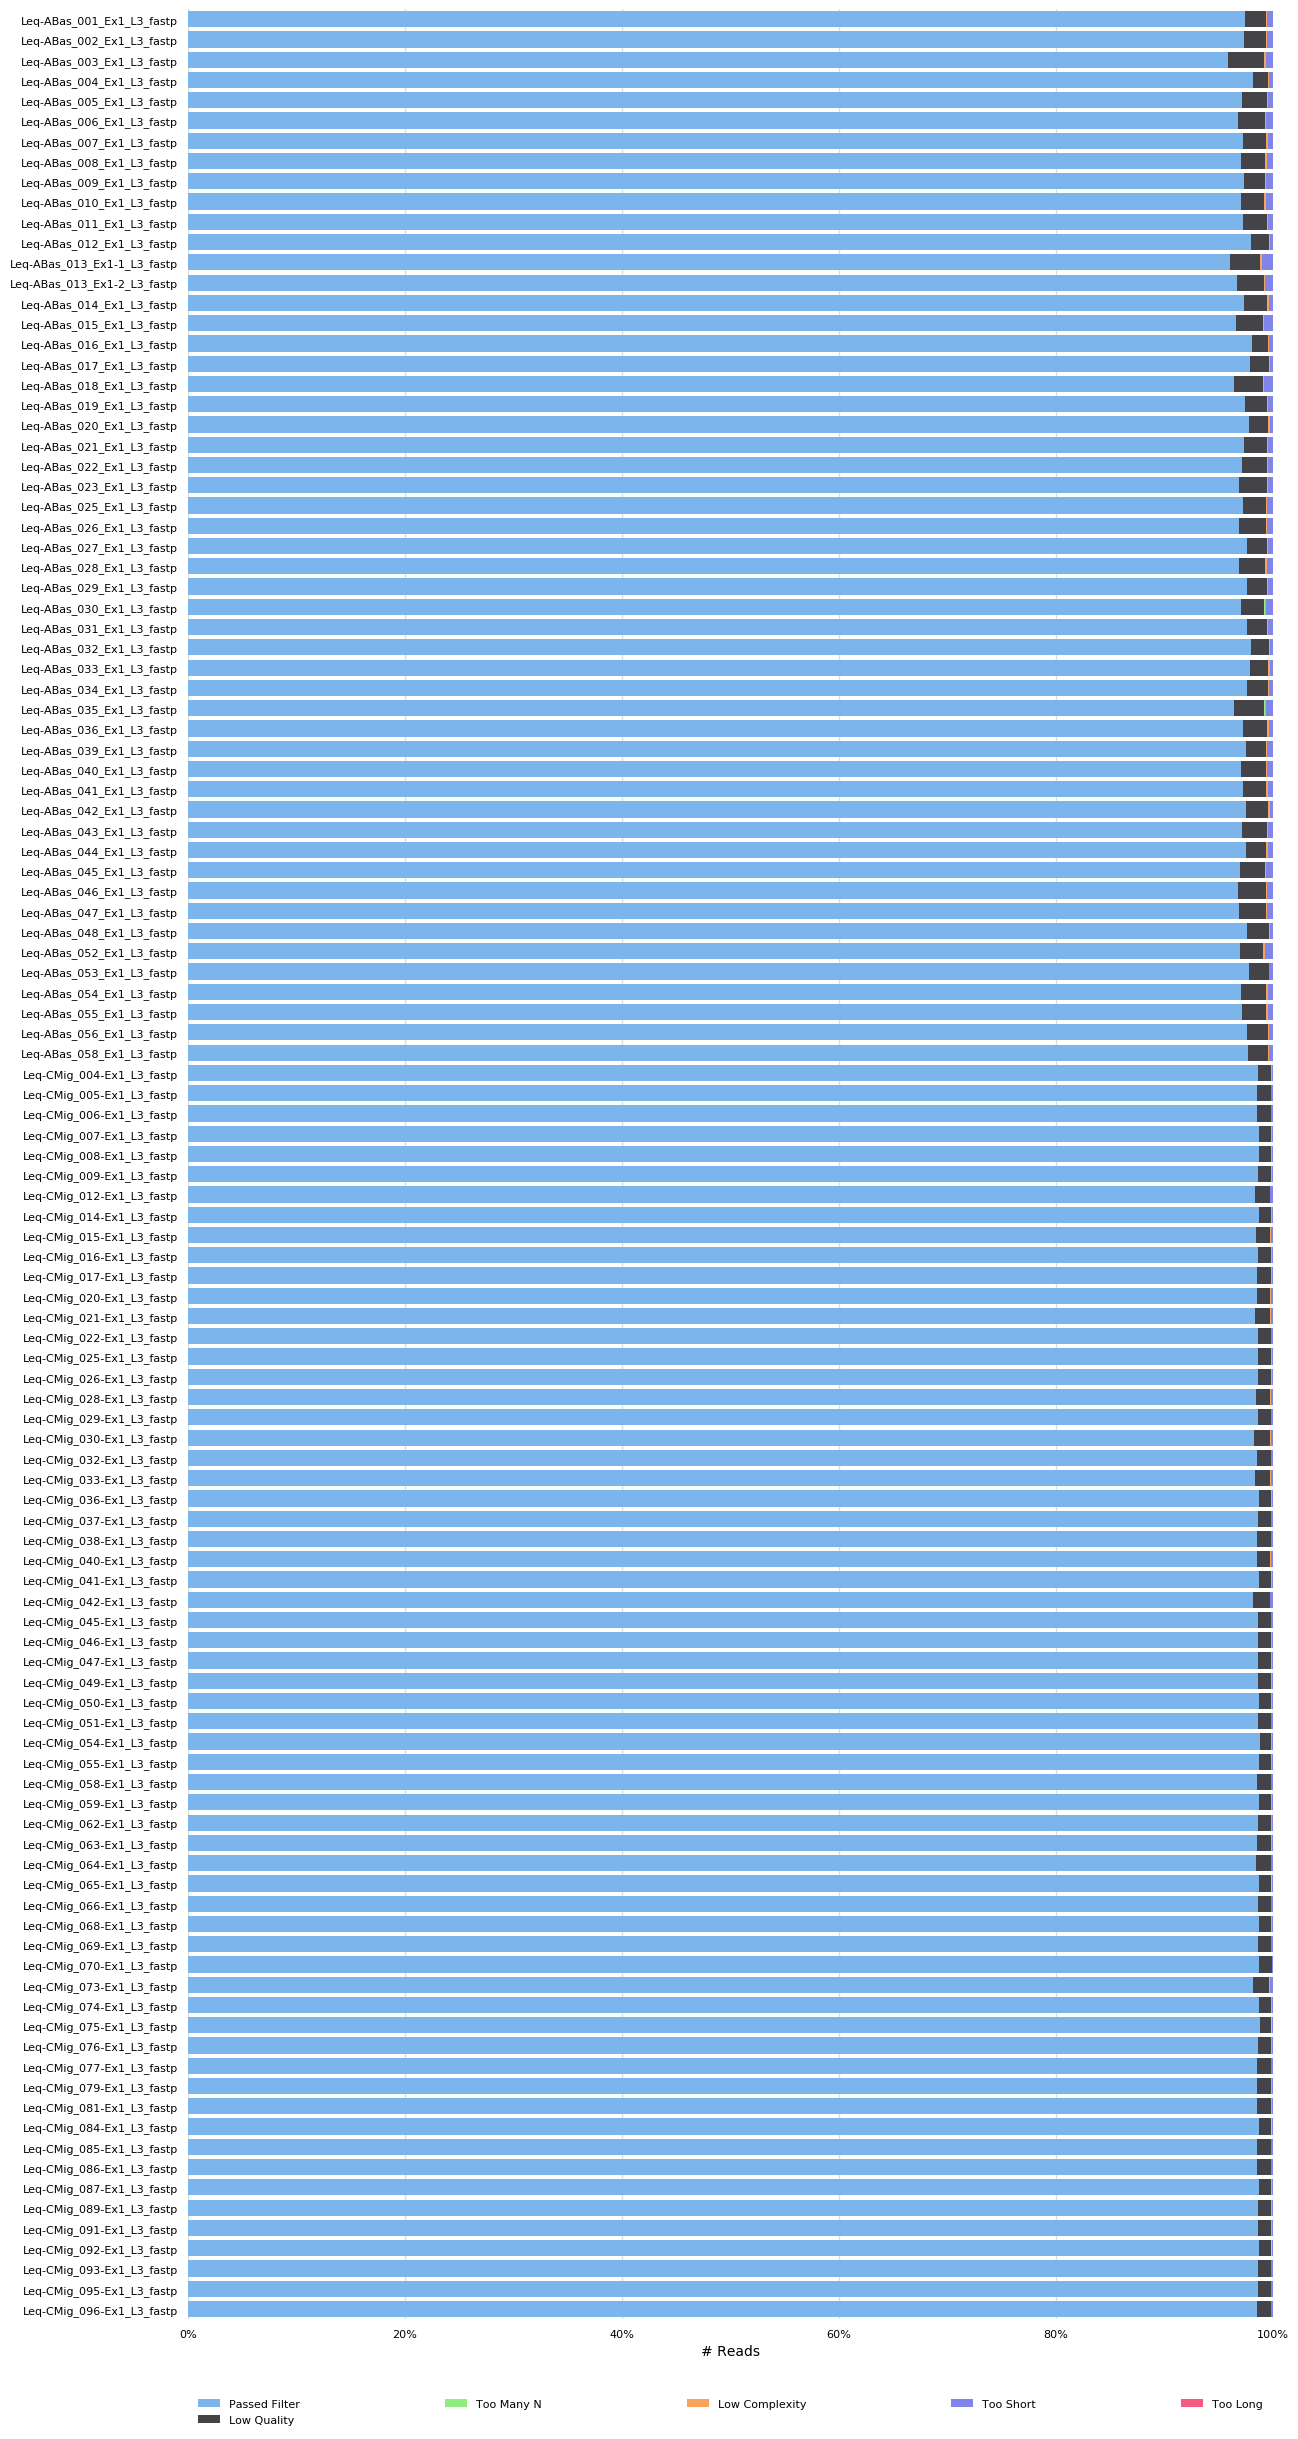 Leq-ABas_001_Ex1_L3_fastp
Leq-ABas_002_Ex1_L3_fastp
Leq-ABas_003_Ex1_L3_fastp
Leq-ABas_004_Ex1_L3_fastp
Leq-ABas_005_Ex1_L3_fastp
Leq-ABas_006_Ex1_L3_fastp
Leq-ABas_007_Ex1_L3_fastp
Leq-ABas_008_Ex1_L3_fastp
Leq-ABas_009_Ex1_L3_fastp
Leq-ABas_010_Ex1_L3_fastp
Leq-ABas_011_Ex1_L3_fastp
Leq-ABas_012_Ex1_L3_fastp
Leq-ABas_013_Ex1-1_L3_fastp
Leq-ABas_013_Ex1-2_L3_fastp
Leq-ABas_014_Ex1_L3_fastp
Leq-ABas_015_Ex1_L3_fastp
Leq-ABas_016_Ex1_L3_fastp
Leq-ABas_017_Ex1_L3_fastp
Leq-ABas_018_Ex1_L3_fastp
Leq-ABas_019_Ex1_L3_fastp
Leq-ABas_020_Ex1_L3_fastp
Leq-ABas_021_Ex1_L3_fastp
Leq-ABas_022_Ex1_L3_fastp
Leq-ABas_023_Ex1_L3_fastp
Leq-ABas_025_Ex1_L3_fastp
Leq-ABas_026_Ex1_L3_fastp
Leq-ABas_027_Ex1_L3_fastp
Leq-ABas_028_Ex1_L3_fastp
Leq-ABas_029_Ex1_L3_fastp
Leq-ABas_030_Ex1_L3_fastp
Leq-ABas_031_Ex1_L3_fastp
Leq-ABas_032_Ex1_L3_fastp
Leq-ABas_033_Ex1_L3_fastp
Leq-ABas_034_Ex1_L3_fastp
Leq-ABas_035_Ex1_L3_fastp
Leq-ABas_036_Ex1_L3_fastp
Leq-ABas_039_Ex1_L3_fastp
Leq-ABas_040_Ex1_L3_fastp
Leq-ABas_041_Ex1_L3_fastp
Leq-ABas_042_Ex1_L3_fastp
Leq-ABas_043_Ex1_L3_fastp
Leq-ABas_044_Ex1_L3_fastp
Leq-ABas_045_Ex1_L3_fastp
Leq-ABas_046_Ex1_L3_fastp
Leq-ABas_047_Ex1_L3_fastp
Leq-ABas_048_Ex1_L3_fastp
Leq-ABas_052_Ex1_L3_fastp
Leq-ABas_053_Ex1_L3_fastp
Leq-ABas_054_Ex1_L3_fastp
Leq-ABas_055_Ex1_L3_fastp
Leq-ABas_056_Ex1_L3_fastp
Leq-ABas_058_Ex1_L3_fastp
Leq-CMig_004-Ex1_L3_fastp
Leq-CMig_005-Ex1_L3_fastp
Leq-CMig_006-Ex1_L3_fastp
Leq-CMig_007-Ex1_L3_fastp
Leq-CMig_008-Ex1_L3_fastp
Leq-CMig_009-Ex1_L3_fastp
Leq-CMig_012-Ex1_L3_fastp
Leq-CMig_014-Ex1_L3_fastp
Leq-CMig_015-Ex1_L3_fastp
Leq-CMig_016-Ex1_L3_fastp
Leq-CMig_017-Ex1_L3_fastp
Leq-CMig_020-Ex1_L3_fastp
Leq-CMig_021-Ex1_L3_fastp
Leq-CMig_022-Ex1_L3_fastp
Leq-CMig_025-Ex1_L3_fastp
Leq-CMig_026-Ex1_L3_fastp
Leq-CMig_028-Ex1_L3_fastp
Leq-CMig_029-Ex1_L3_fastp
Leq-CMig_030-Ex1_L3_fastp
Leq-CMig_032-Ex1_L3_fastp
Leq-CMig_033-Ex1_L3_fastp
Leq-CMig_036-Ex1_L3_fastp
Leq-CMig_037-Ex1_L3_fastp
Leq-CMig_038-Ex1_L3_fastp
Leq-CMig_040-Ex1_L3_fastp
Leq-CMig_041-Ex1_L3_fastp
Leq-CMig_042-Ex1_L3_fastp
Leq-CMig_045-Ex1_L3_fastp
Leq-CMig_046-Ex1_L3_fastp
Leq-CMig_047-Ex1_L3_fastp
Leq-CMig_049-Ex1_L3_fastp
Leq-CMig_050-Ex1_L3_fastp
Leq-CMig_051-Ex1_L3_fastp
Leq-CMig_054-Ex1_L3_fastp
Leq-CMig_055-Ex1_L3_fastp
Leq-CMig_058-Ex1_L3_fastp
Leq-CMig_059-Ex1_L3_fastp
Leq-CMig_062-Ex1_L3_fastp
Leq-CMig_063-Ex1_L3_fastp
Leq-CMig_064-Ex1_L3_fastp
Leq-CMig_065-Ex1_L3_fastp
Leq-CMig_066-Ex1_L3_fastp
Leq-CMig_068-Ex1_L3_fastp
Leq-CMig_069-Ex1_L3_fastp
Leq-CMig_070-Ex1_L3_fastp
Leq-CMig_073-Ex1_L3_fastp
Leq-CMig_074-Ex1_L3_fastp
Leq-CMig_075-Ex1_L3_fastp
Leq-CMig_076-Ex1_L3_fastp
Leq-CMig_077-Ex1_L3_fastp
Leq-CMig_079-Ex1_L3_fastp
Leq-CMig_081-Ex1_L3_fastp
Leq-CMig_084-Ex1_L3_fastp
Leq-CMig_085-Ex1_L3_fastp
Leq-CMig_086-Ex1_L3_fastp
Leq-CMig_087-Ex1_L3_fastp
Leq-CMig_089-Ex1_L3_fastp
Leq-CMig_091-Ex1_L3_fastp
Leq-CMig_092-Ex1_L3_fastp
Leq-CMig_093-Ex1_L3_fastp
Leq-CMig_095-Ex1_L3_fastp
Leq-CMig_096-Ex1_L3_fastp
0% 20% 40% 60% 80% 100%
# Reads
Passed Filter Too Many N Low Complexity Too Short Too Long
Low Quality